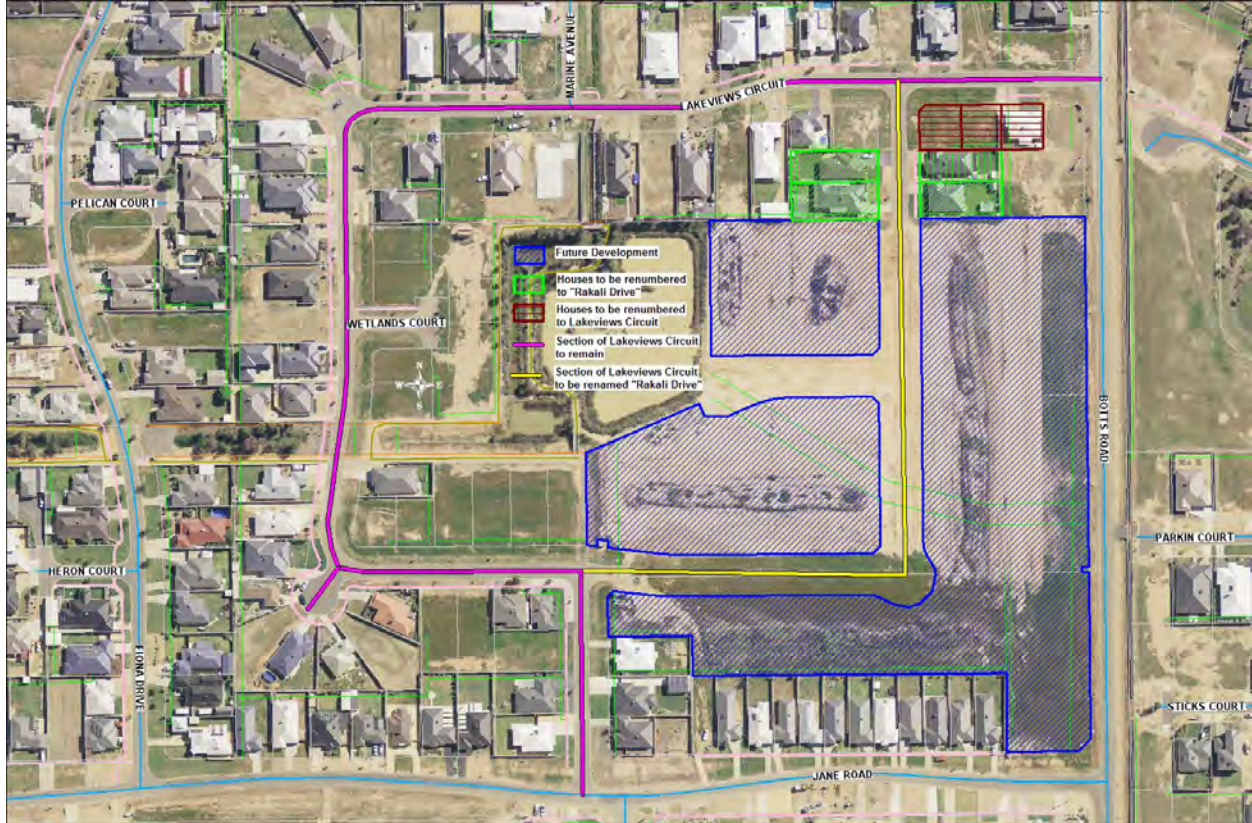 MARINE AVENUE
LAKEVIEWS CIRCUIT
PELICAN COURT
Future Development
Houses to be renumbered
to "Rakali Drive"
Houses to be renumbered
to Lakeviews Circuit
Section of Lakeviews Circuit
to remain
Section of Lakeviews Circuit
to be renamed "Rakali Drive"
WETLANDS COURT
N
W
E
S
BOTTS ROAD
PARKIN COURT
HERON COURT
FIONA DRIVE
STICKS COURT
JANE ROAD